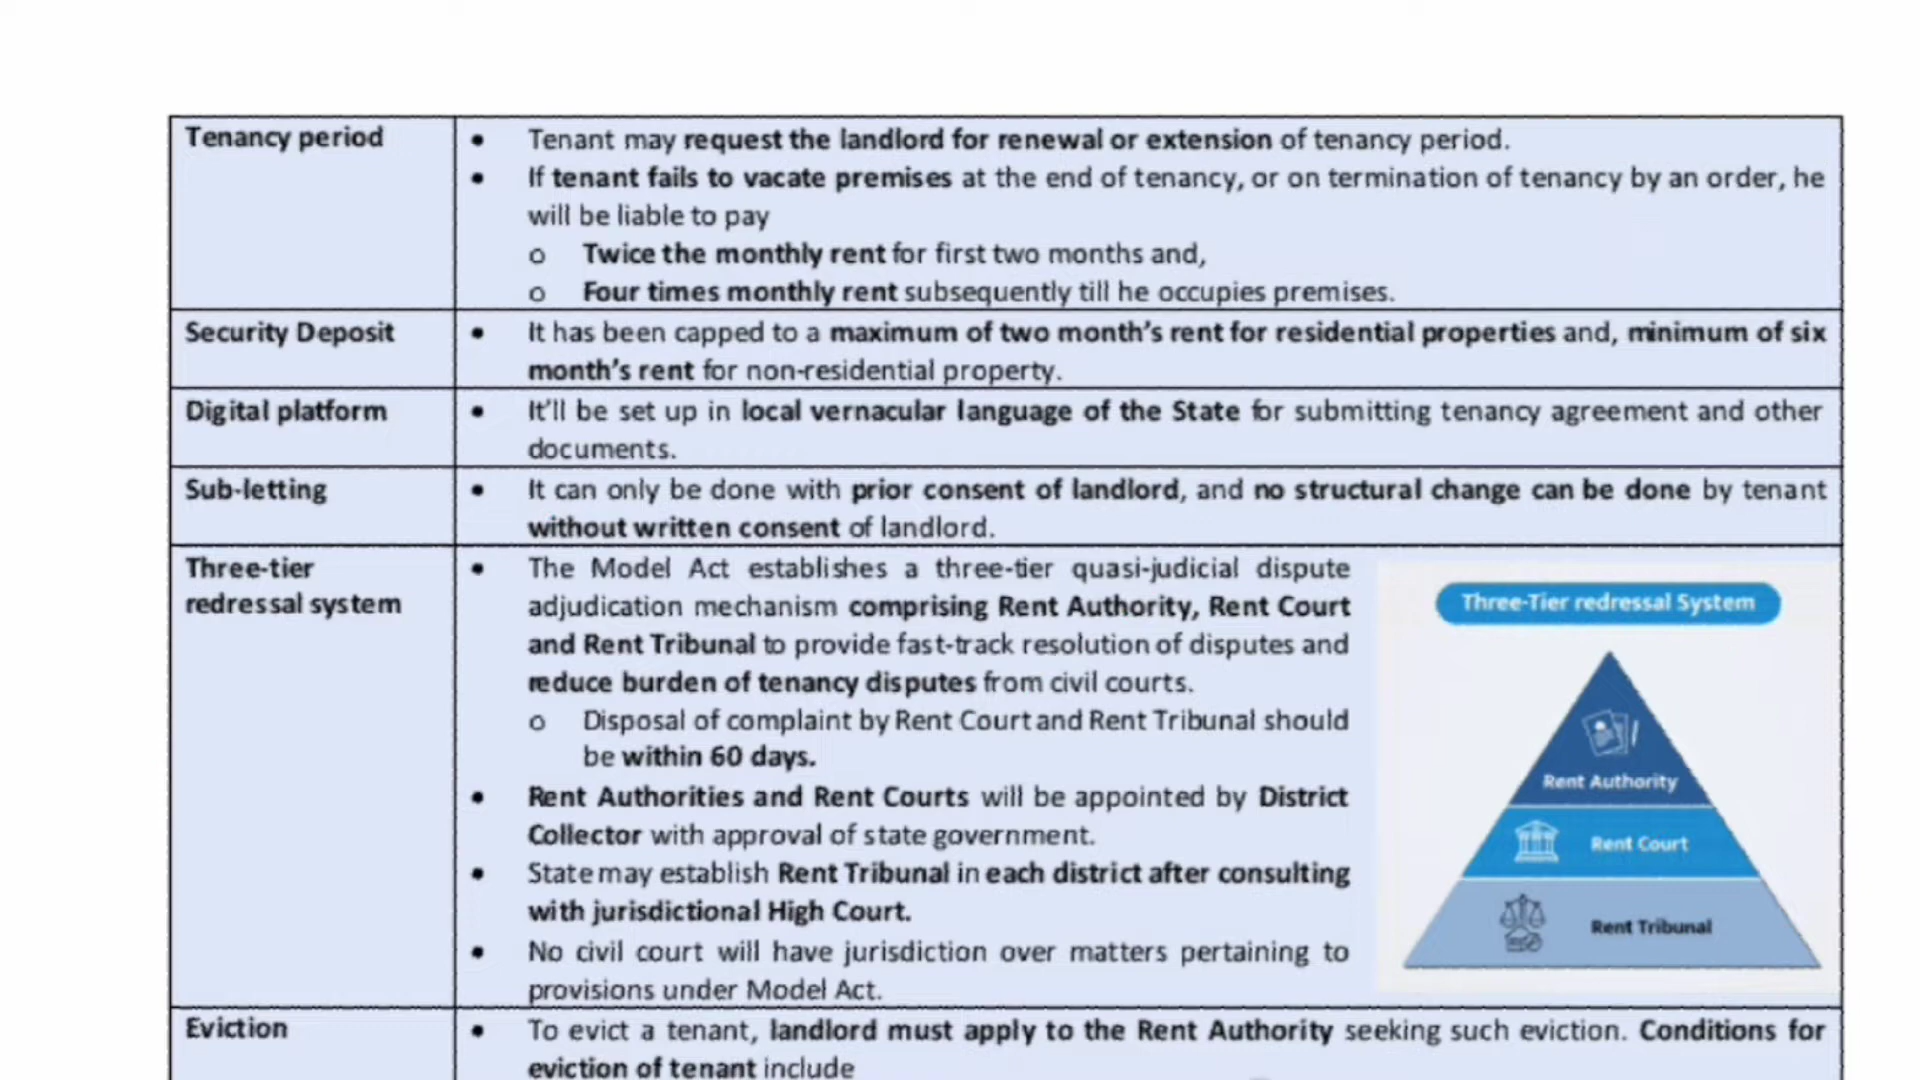 Tenancy period
• Tenant may request the landlord for renewal or extension of tenancy period.
• If tenant fails to vacate premises at the end of tenancy, or on termination of tenancy by an order, he
will be liable to pay
o Twice the monthly rent for first two months and,
o Four times monthly rent subsequently till he occupies premises.
Security Deposit
• It has been capped to a maximum of two month's rent for residential properties and, minimum of six
month's rent for non-residential property.
Digital platform
• It'll be set up in local vernacular language of the State for submitting tenancy agreement and other
documents.
Sub-letting
• It can only be done with prior consent of landlord, and no structural change can be done by tenant
without written consent of landlord.
Three-tier
redressal system
• The Model Act establishes a three-tier quasi-judicial dispute
adjudication mechanism comprising Rent Authority, Rent Court
and Rent Tribunal to provide fast-track resolution of disputes and
reduce burden of tenancy disputes from civil courts.
o Disposal of complaint by Rent Court and Rent Tribunal should
be within 60 days.
• Rent Authorities and Rent Courts will be appointed by District
Collector with approval of state government.
• State may establish Rent Tribunal in each district after consulting
with jurisdictional High Court.
• No civil court will have jurisdiction over matters pertaining to
provisions under Model Act.
Three-Tier redressal System
Rent Authority
Rent Court
Rent Tribunal
Eviction
• To evict a tenant, landlord must apply to the Rent Authority seeking such eviction. Conditions for
eviction of tenant include